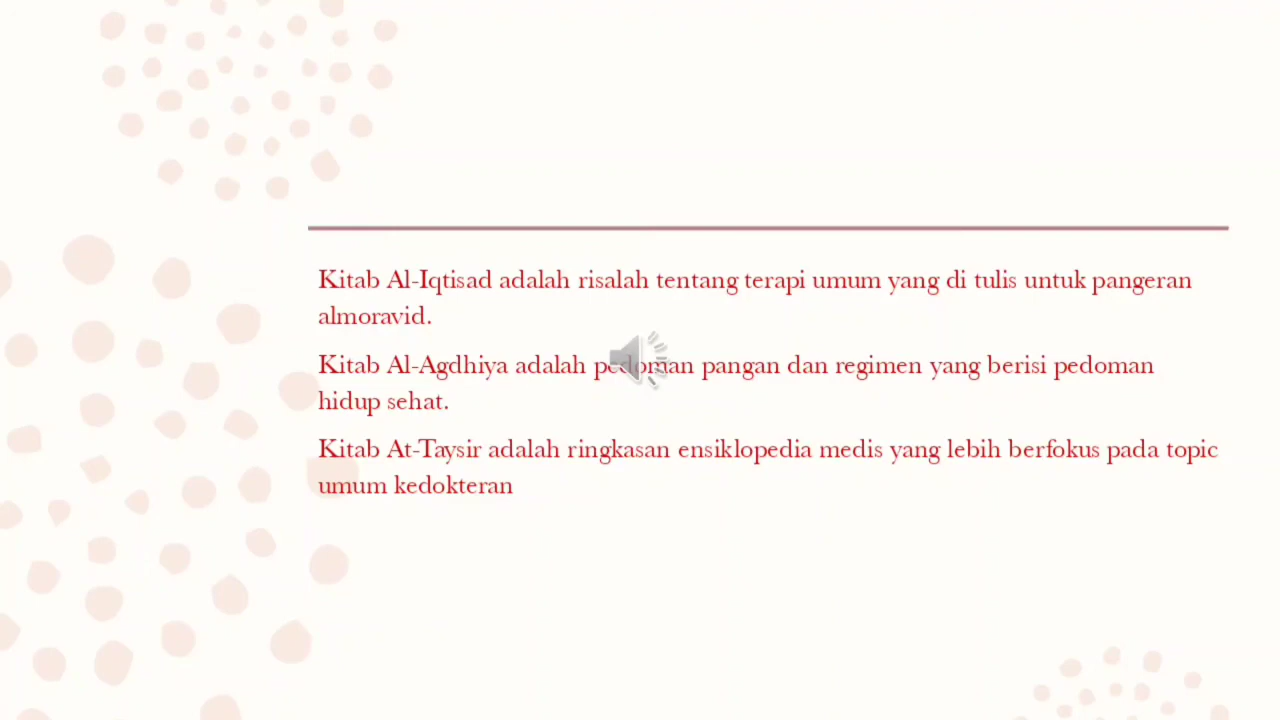 Kitab Al-Iqtisad adalah risalah tentang terapi umum yang di tulis untuk pangeran
almoravid.
Kitab Al-Agdhiya adalah pedoman pangan dan regimen yang berisi pedoman
hidup sehat.
Kitab At-Taysir adalah ringkasan ensiklopedia medis yang lebih berfokus pada topic
umum kedokteran